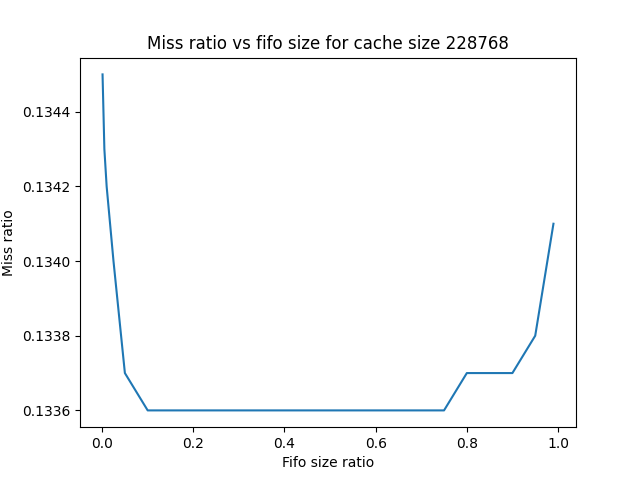 Miss ratio vs fifo size for cache size 228768
0.1344
0.1342
0.1340
0.1338
0.1336
Miss ratio
0.0 0.2 0.4 0.6 0.8 1.0
Fifo size ratio